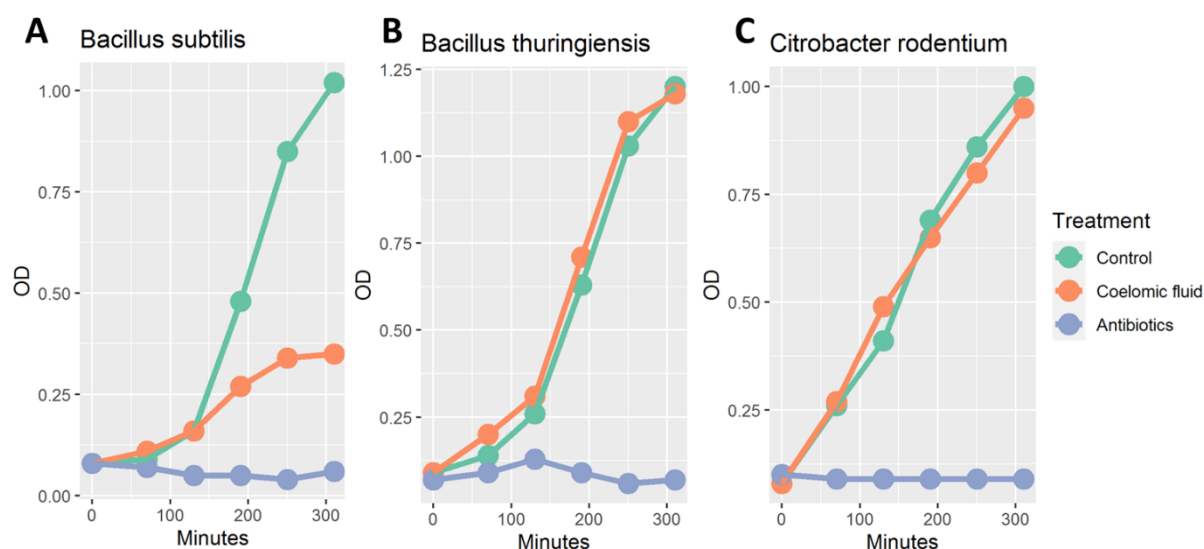 A
Bacillus subtilis
1.00
0.75
0.50
0.25
0.00
OD
0
100
200
300
Minutes
B
Bacillus thuringiensis
1.25
1.00
0.75
0.50
0.25
OD
0
100
200
300
Minutes
C
Citrobacter rodentium
1.00
0.75
0.50
0.25
OD
0
100
200
300
Minutes
Treatment
Control
Coelomic fluid
Antibiotics